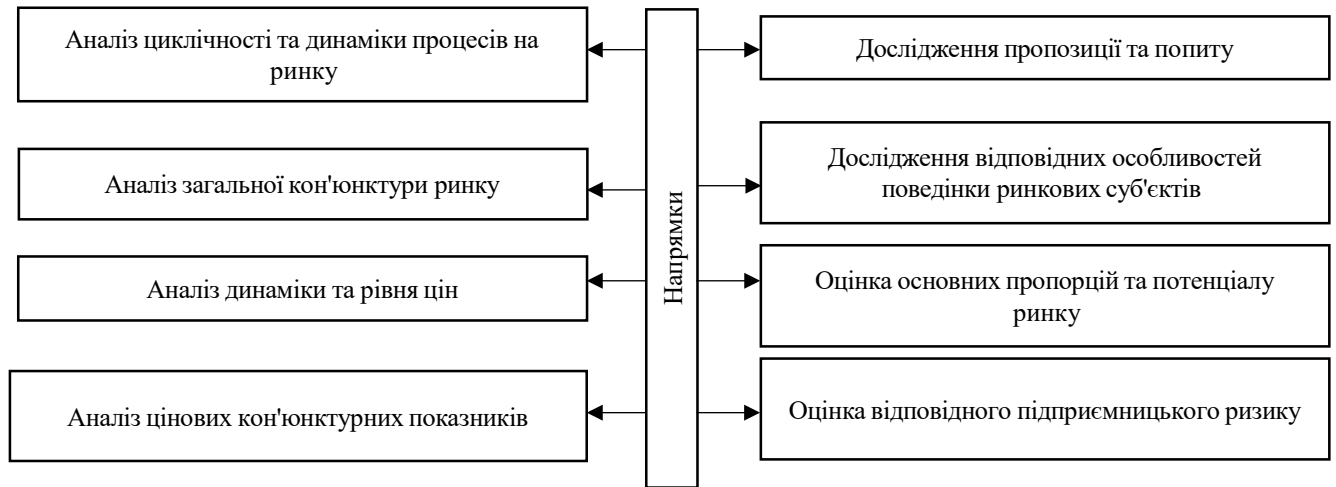 Аналіз циклічності та динаміки процесів на
ринку
Аналіз загальної кон'юнктури ринку
Аналіз динаміки та рівня цін
Аналіз цінових кон'юнктурних показників
Напрямки
Дослідження пропозиції та попиту
Дослідження відповідних особливостей
поведінки ринкових суб'єктів
Оцінка основних пропорцій та потенціалу
ринку
Оцінка відповідного підприємницького ризику